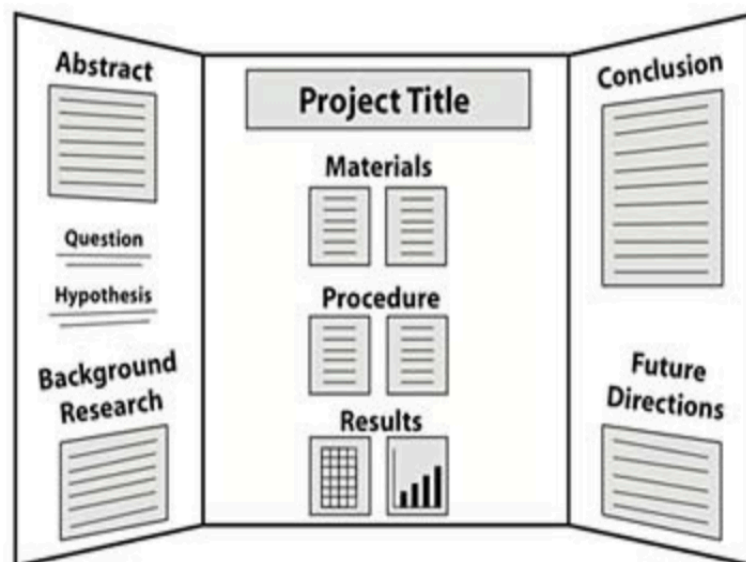 Abstract
Question
Hypothesis
Background
Research
Project Title
Materials
Procedure
Results
Conclusion
Future
Directions